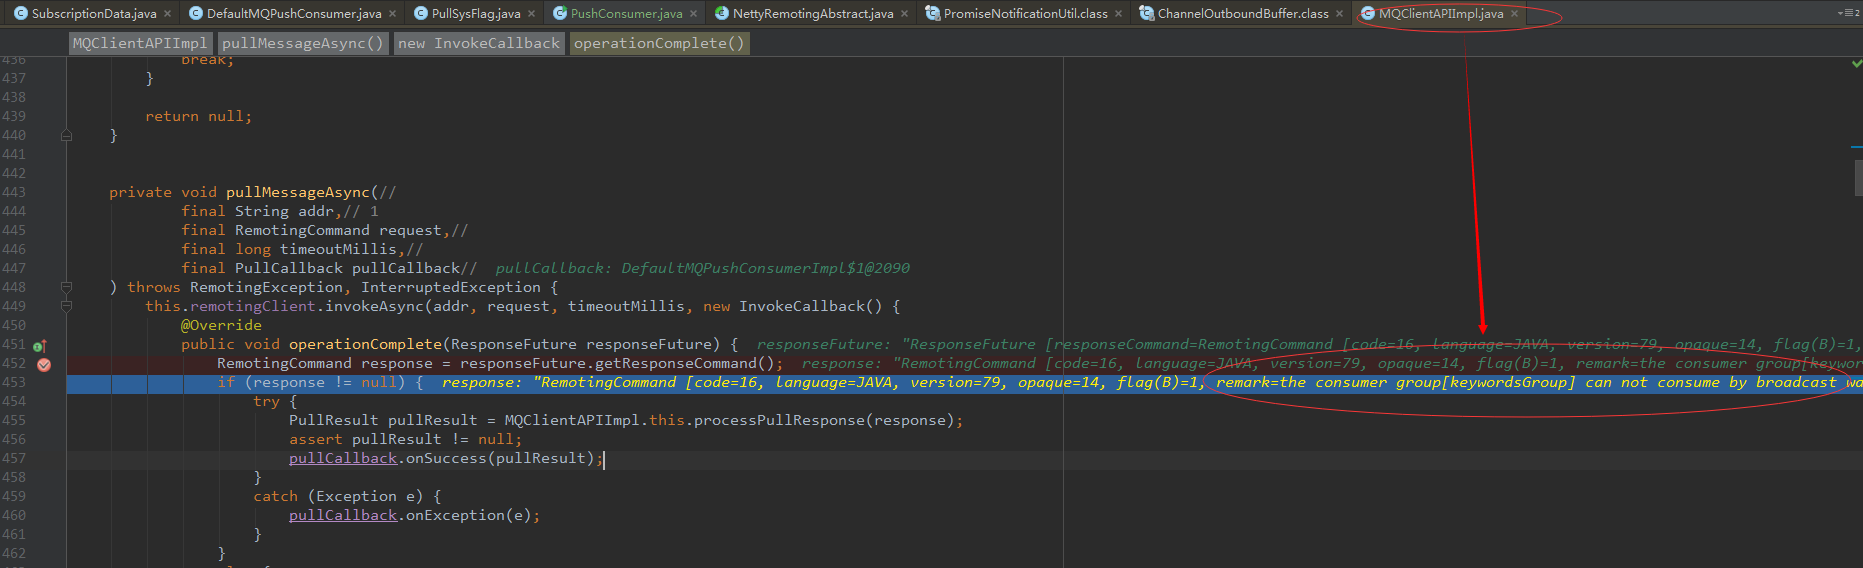 SubscriptionData.java × DefaultMQPushConsumer.java × PullSysFlag.java × PushConsumer.java × NettyRemotingAbstract.java × PromiseNotificationUtil.class × ChannelOutboundBuffer.class × MQClientAPIImpl.java × 2
MQClientAPIImpl pullMessageAsync() new InvokeCallback operationComplete()
436 break;
437 }
438
439 return null;
440 }
441
442
443 private void pullMessageAsync(//
444 final String addr,// 1
445 final RemotingCommand request,//
446 final long timeoutMillis,//
447 final PullCallback pullCallback// pullCallback: DefaultMQPushConsumerImpl$1@2090
448 ) throws RemotingException, InterruptedException {
449 this.remotingClient.invokeAsync(addr, request, timeoutMillis, new InvokeCallback() {
450 @Override
451 public void operationComplete(ResponseFuture responseFuture) { responseFuture: "ResponseFuture [responseCommand=RemotingCommand [code=16, language=JAVA, version=79, opaque=14, flag(B)=1,
452 RemotingCommand response = responseFuture.getResponseCommand(); response: "RemotingCommand [code=16, language=JAVA, version=79, opaque=14, flag(B)=1, remark=the consumer group[keywor
453 if (response != null) { response: "RemotingCommand [code=16, language=JAVA, version=79, opaque=14, flag(B)=1, remark=the consumer group[keywordsGroup] can not consume by broadcast wa
454 try {
455 PullResult pullResult = MQClientAPIImpl.this.processPullResponse(response);
456 assert pullResult != null;
457 pullCallback.onSuccess(pullResult);
458 }
459 catch (Exception e) {
460 pullCallback.onException(e);
461 }
462 }